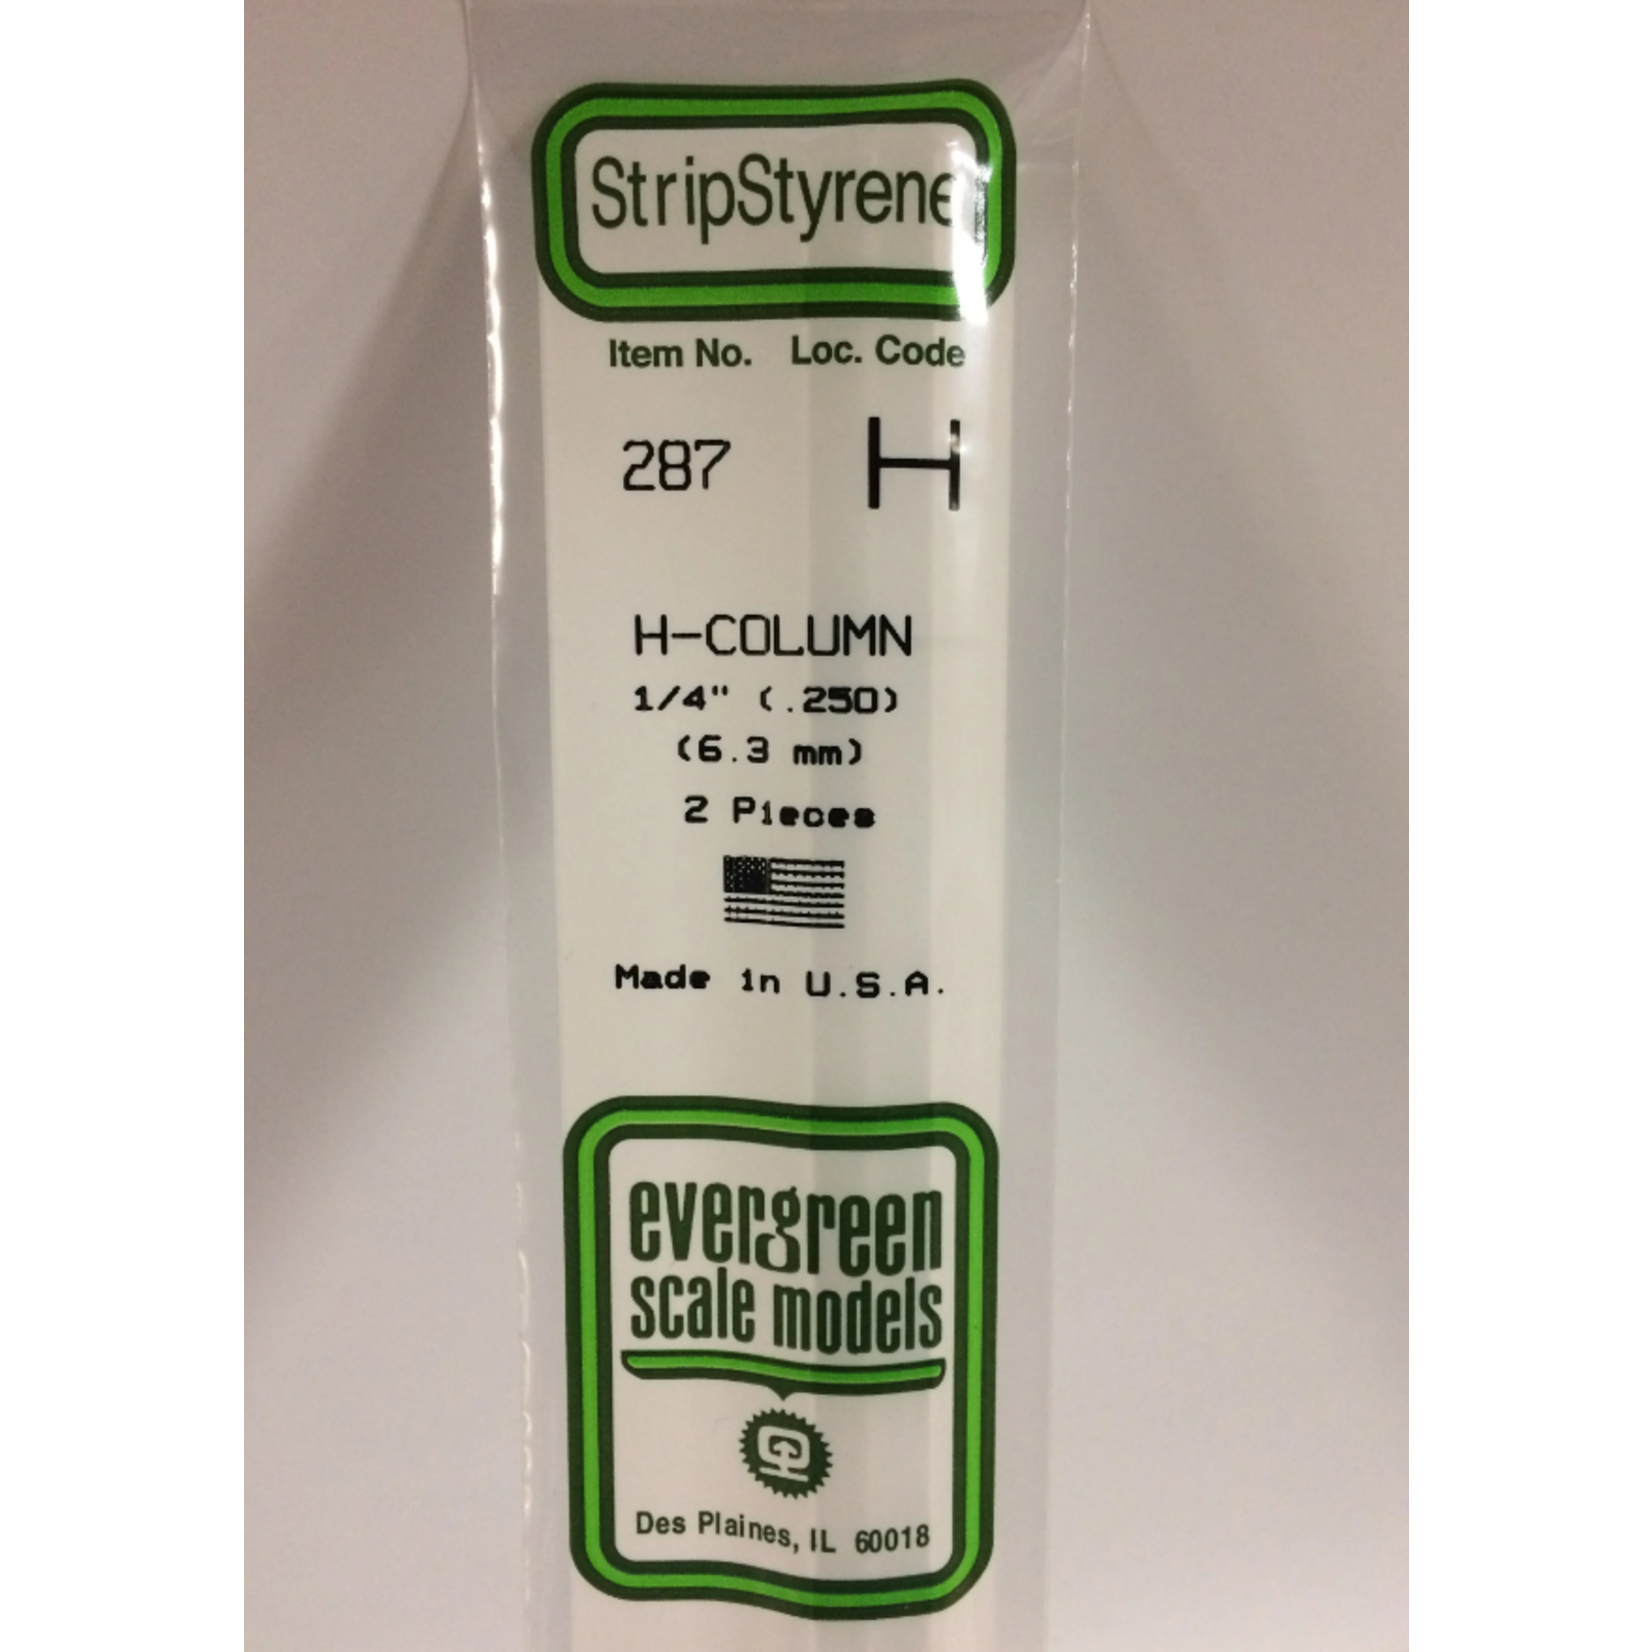 StripStyrene
Item No. Loc. Code
287 H
H-COLUMN
1/4" (.250)
(6.3 mm)
2 Pieces
Made in U.S.A.
evergreen
scale models
Des Plaines, IL 60018